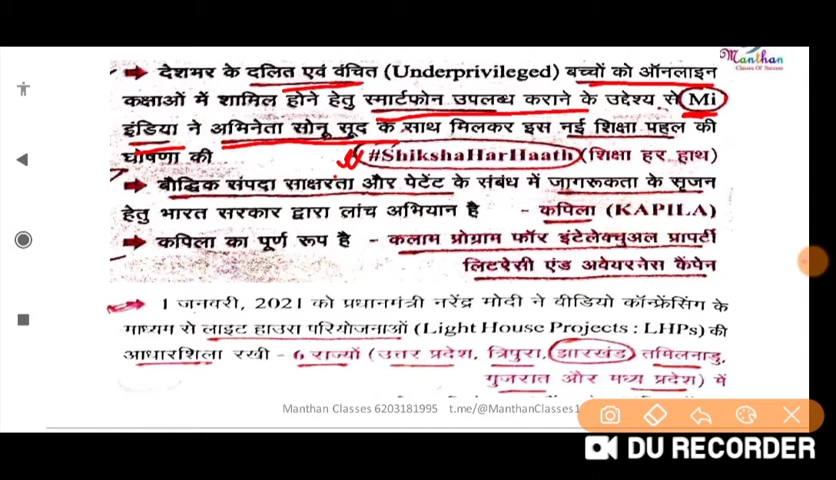 Manthan
Classes Of Success
देशभर के दलित एवं वंचित (Underprivileged) बच्चों को ऑनलाइन
कक्षाओं में शामिल होने हेतु स्मार्टफोन उपलब्ध कराने के उद्देश्य से Mi
इंडिया ने अभिनेता सोनू सूद के साथ मिलकर इस नई शिक्षा पहल की
घोषणा की #ShikshaHarHaath (शिक्षा हर हाथ)
बौद्धिक संपदा साक्षरता और पेटेंट के संबंध में जागरूकता के सृजन
हेतु भारत सरकार द्वारा लांच अभियान है - कपिला (KAPILA)
कपिला का पूर्ण रूप है - कलाम प्रोग्राम फॉर इंटेलेक्चुअल प्रापर्टी
लिटरेसी एंड अवेयरनेस कैंपेन
1 जनवरी, 2021 को प्रधानमंत्री नरेंद्र मोदी ने वीडियो कॉन्फ्रेंसिंग के
माध्यम से लाइट हाउस परियोजनाओं (Light House Projects : LHPs) की
आधारशिला रखी - 6 राज्यों (उत्तर प्रदेश, त्रिपुरा, झारखंड, तमिलनाडु,
गुजरात और मध्य प्रदेश) में
Manthan Classes 6203181995 t.me/@ManthanClasses1
DU RECORDER